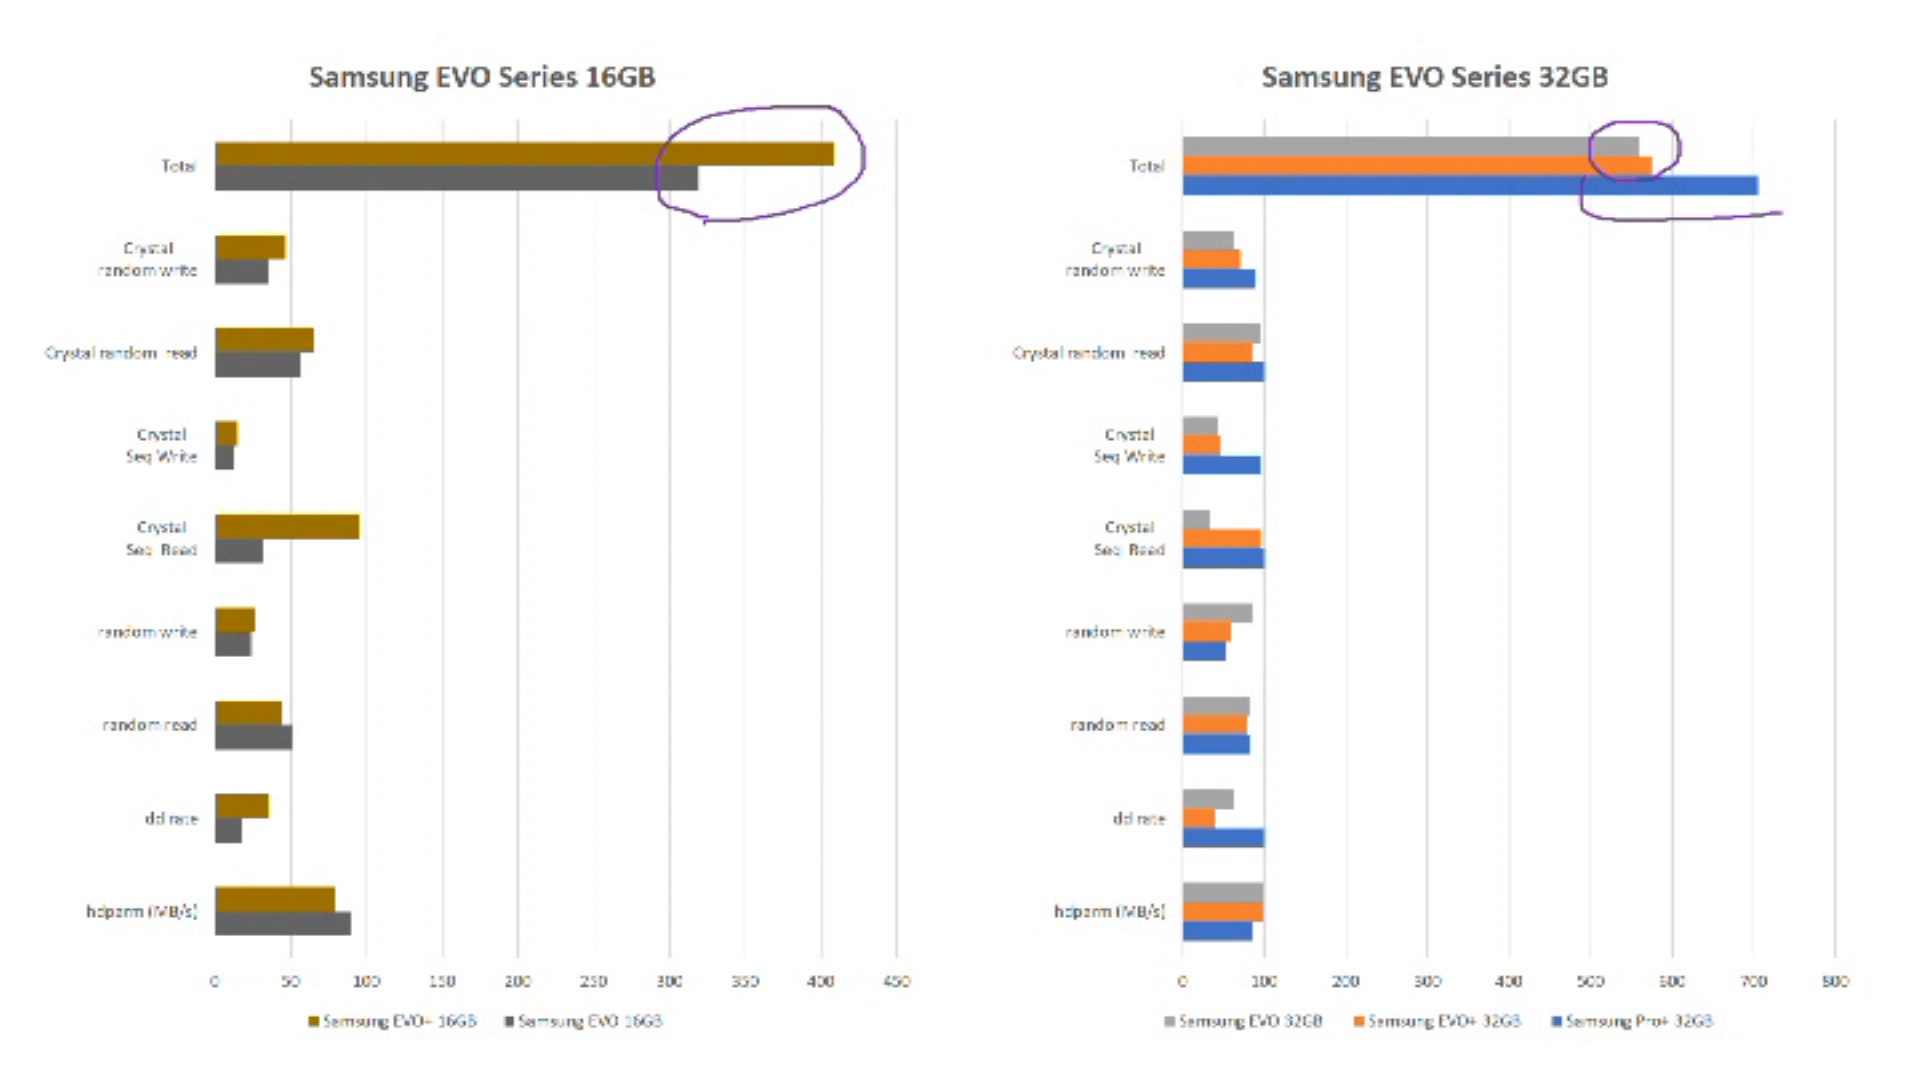 Samsung EVO Series 16GB
Total
Crystal
random write
Crystal random read
Crystal
Seq Write
Crystal
Seq Read
random write
random read
dd rate
hdparm (MB/s)
0 50 100 150 200 250 300 350 400 450
Samsung EVO+ 16GB Samsung EVO 16GB
Samsung EVO Series 32GB
Total
Crystal
random write
Crystal random read
Crystal
Seq Write
Crystal
Seq Read
random write
random read
dd rate
hdparm (MB/s)
0 100 200 300 400 500 600 700 800
Samsung EVO 32GB Samsung EVO+ 32GB Samsung Pro+ 32GB